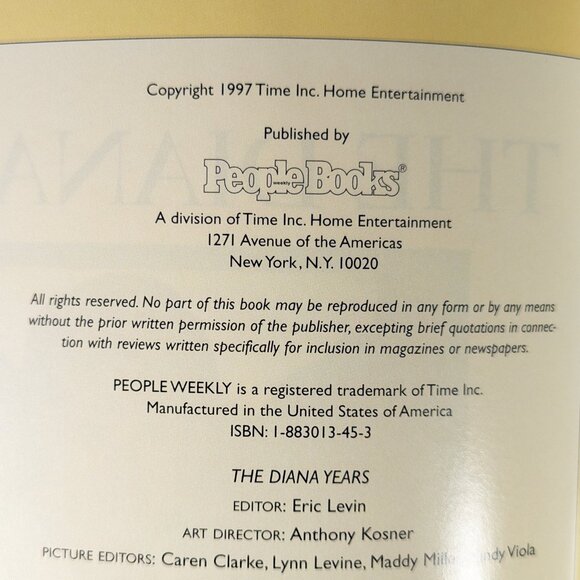 Copyright 1997 Time Inc. Home Entertainment
Published by
People weekly Books®
A division of Time Inc. Home Entertainment
1271 Avenue of the Americas
New York, N.Y. 10020
All rights reserved. No part of this book may be reproduced in any form or by any means
without the prior written permission of the publisher, excepting brief quotations in connec-
tion with reviews written specifically for inclusion in magazines or newspapers.
PEOPLE WEEKLY is a registered trademark of Time Inc.
Manufactured in the United States of America
ISBN: 1-883013-45-3
THE DIANA YEARS
EDITOR: Eric Levin
ART DIRECTOR: Anthony Kosner
PICTURE EDITORS: Caren Clarke, Lynn Levine, Maddy Viola